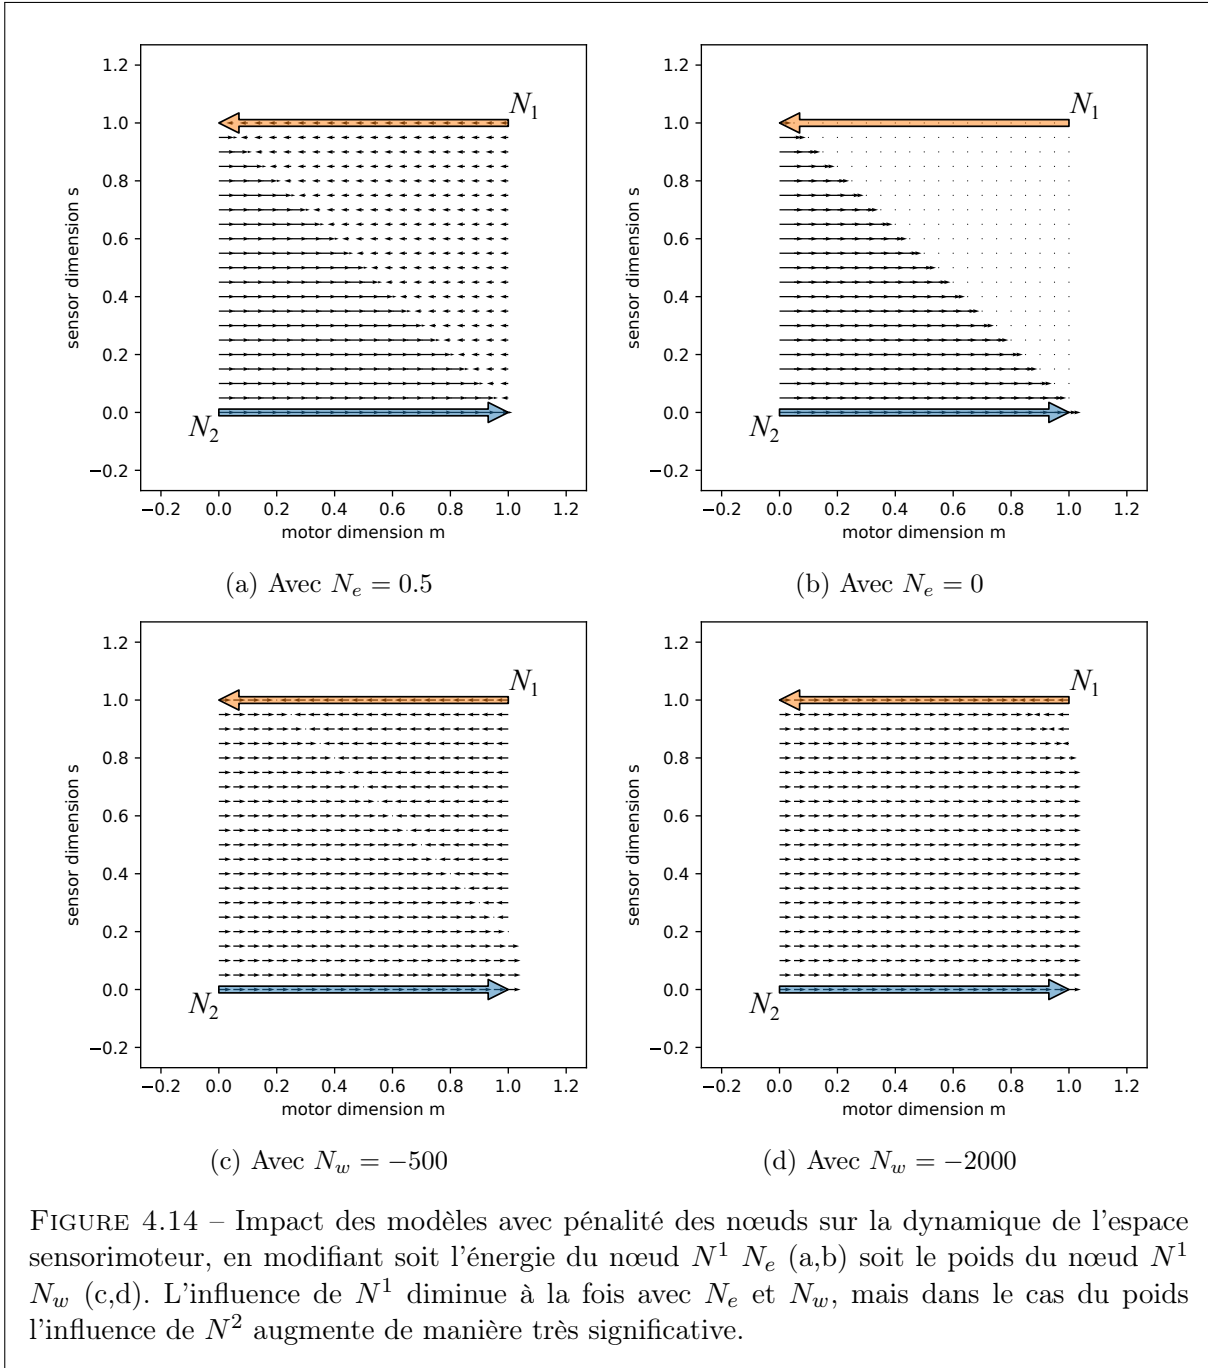 1.2
1.0
0.8
0.6
0.4
0.2
0.0
−0.2
sensor dimension s
N1
N2
−0.2 0.0 0.2 0.4 0.6 0.8 1.0 1.2
motor dimension m
(a) Avec Ne = 0.5
1.2
1.0
0.8
0.6
0.4
0.2
0.0
−0.2
sensor dimension s
N1
N2
−0.2 0.0 0.2 0.4 0.6 0.8 1.0 1.2
motor dimension m
(b) Avec Ne = 0
1.2
1.0
0.8
0.6
0.4
0.2
0.0
−0.2
sensor dimension s
N1
N2
−0.2 0.0 0.2 0.4 0.6 0.8 1.0 1.2
motor dimension m
(c) Avec Nw = −500
1.2
1.0
0.8
0.6
0.4
0.2
0.0
−0.2
sensor dimension s
N1
N2
−0.2 0.0 0.2 0.4 0.6 0.8 1.0 1.2
motor dimension m
(d) Avec Nw = −2000
FIGURE 4.14 – Impact des modèles avec pénalité des nœuds sur la dynamique de l'espace
sensorimoteur, en modifiant soit l'énergie du nœud N¹ Ne (a,b) soit le poids du nœud N¹
Nw (c,d). L'influence de N¹ diminue à la fois avec Ne et Nw, mais dans le cas du poids
l'influence de N² augmente de manière très significative.